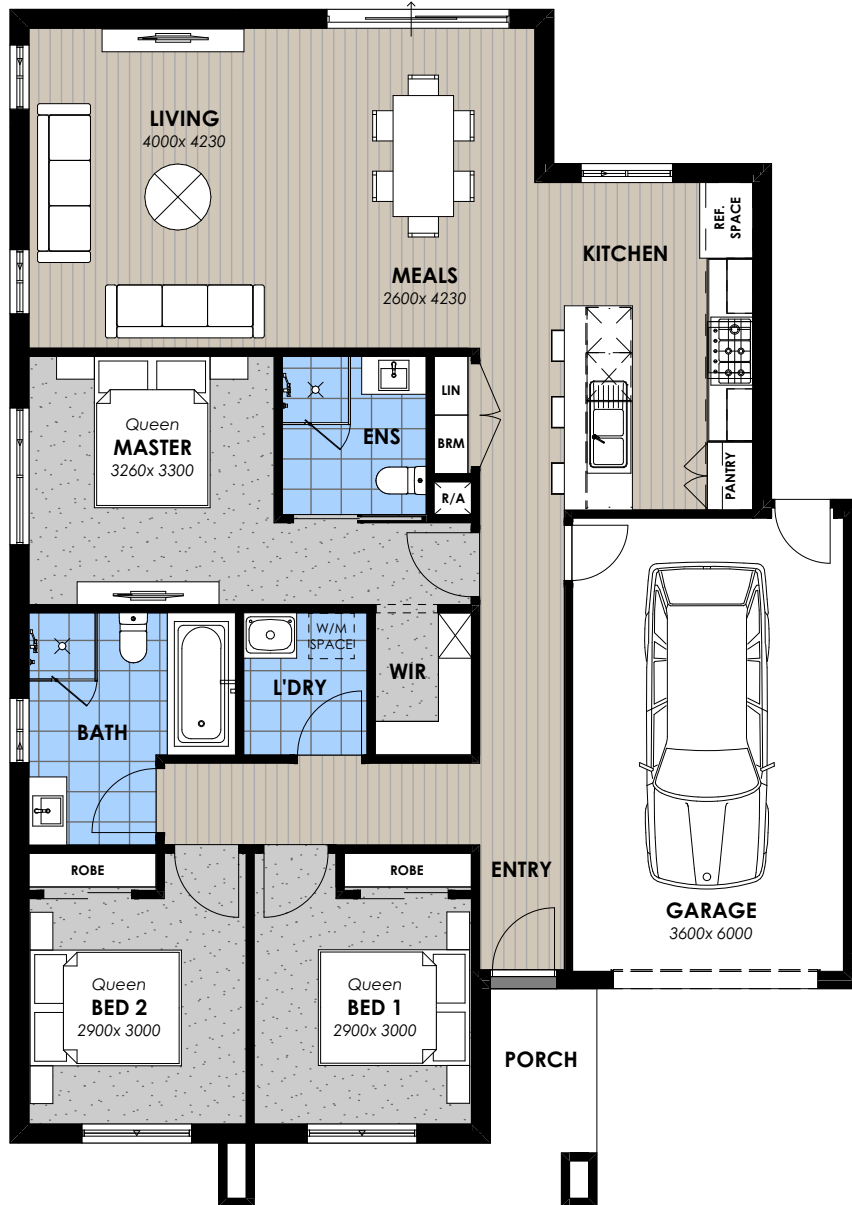 LIVING
4000x 4230
REF.
SPACE
KITCHEN
MEALS
2600x 4230
LIN
BRM
R/A
ENS
Queen
MASTER
3260x 3300
PANTRY
W/M
SPACE
L'DRY
WIR
BATH
ROBE
ROBE
ENTRY
GARAGE
3600x 6000
Queen
BED 2
2900x 3000
Queen
BED 1
2900x 3000
PORCH